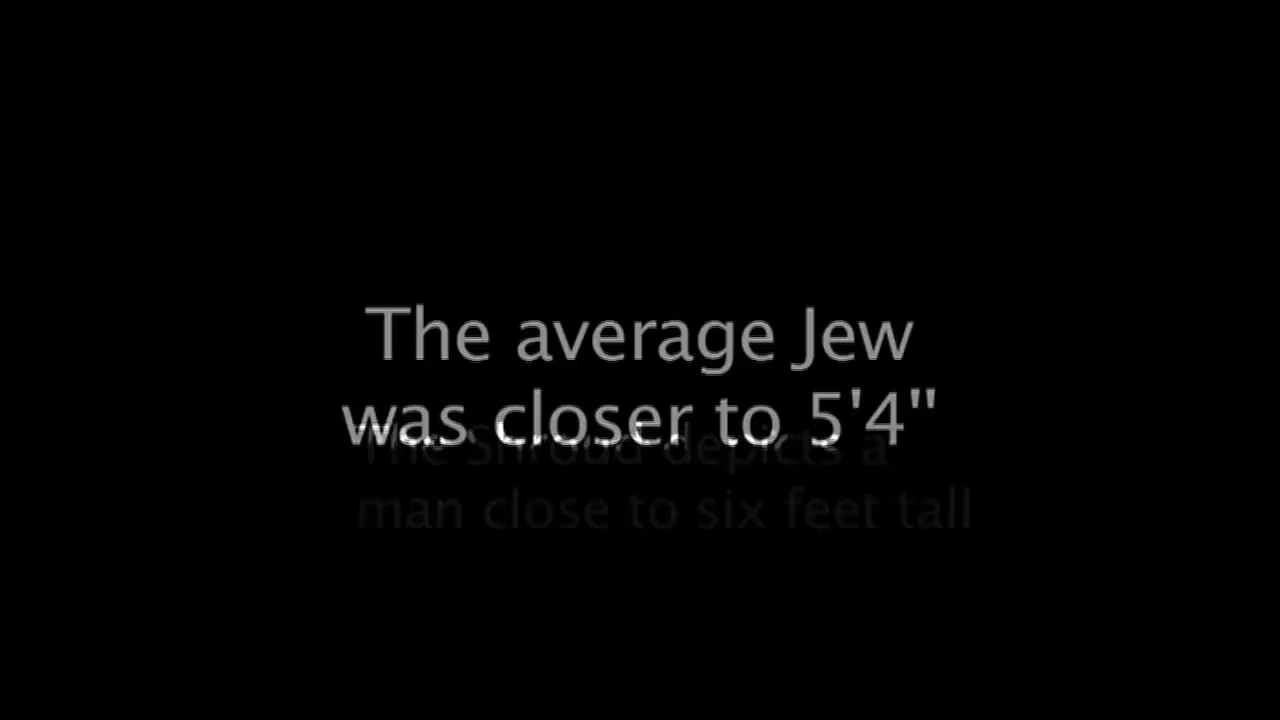 The average Jew
was closer to 5'4"
The Shroud depicts a
man close to six feet tall